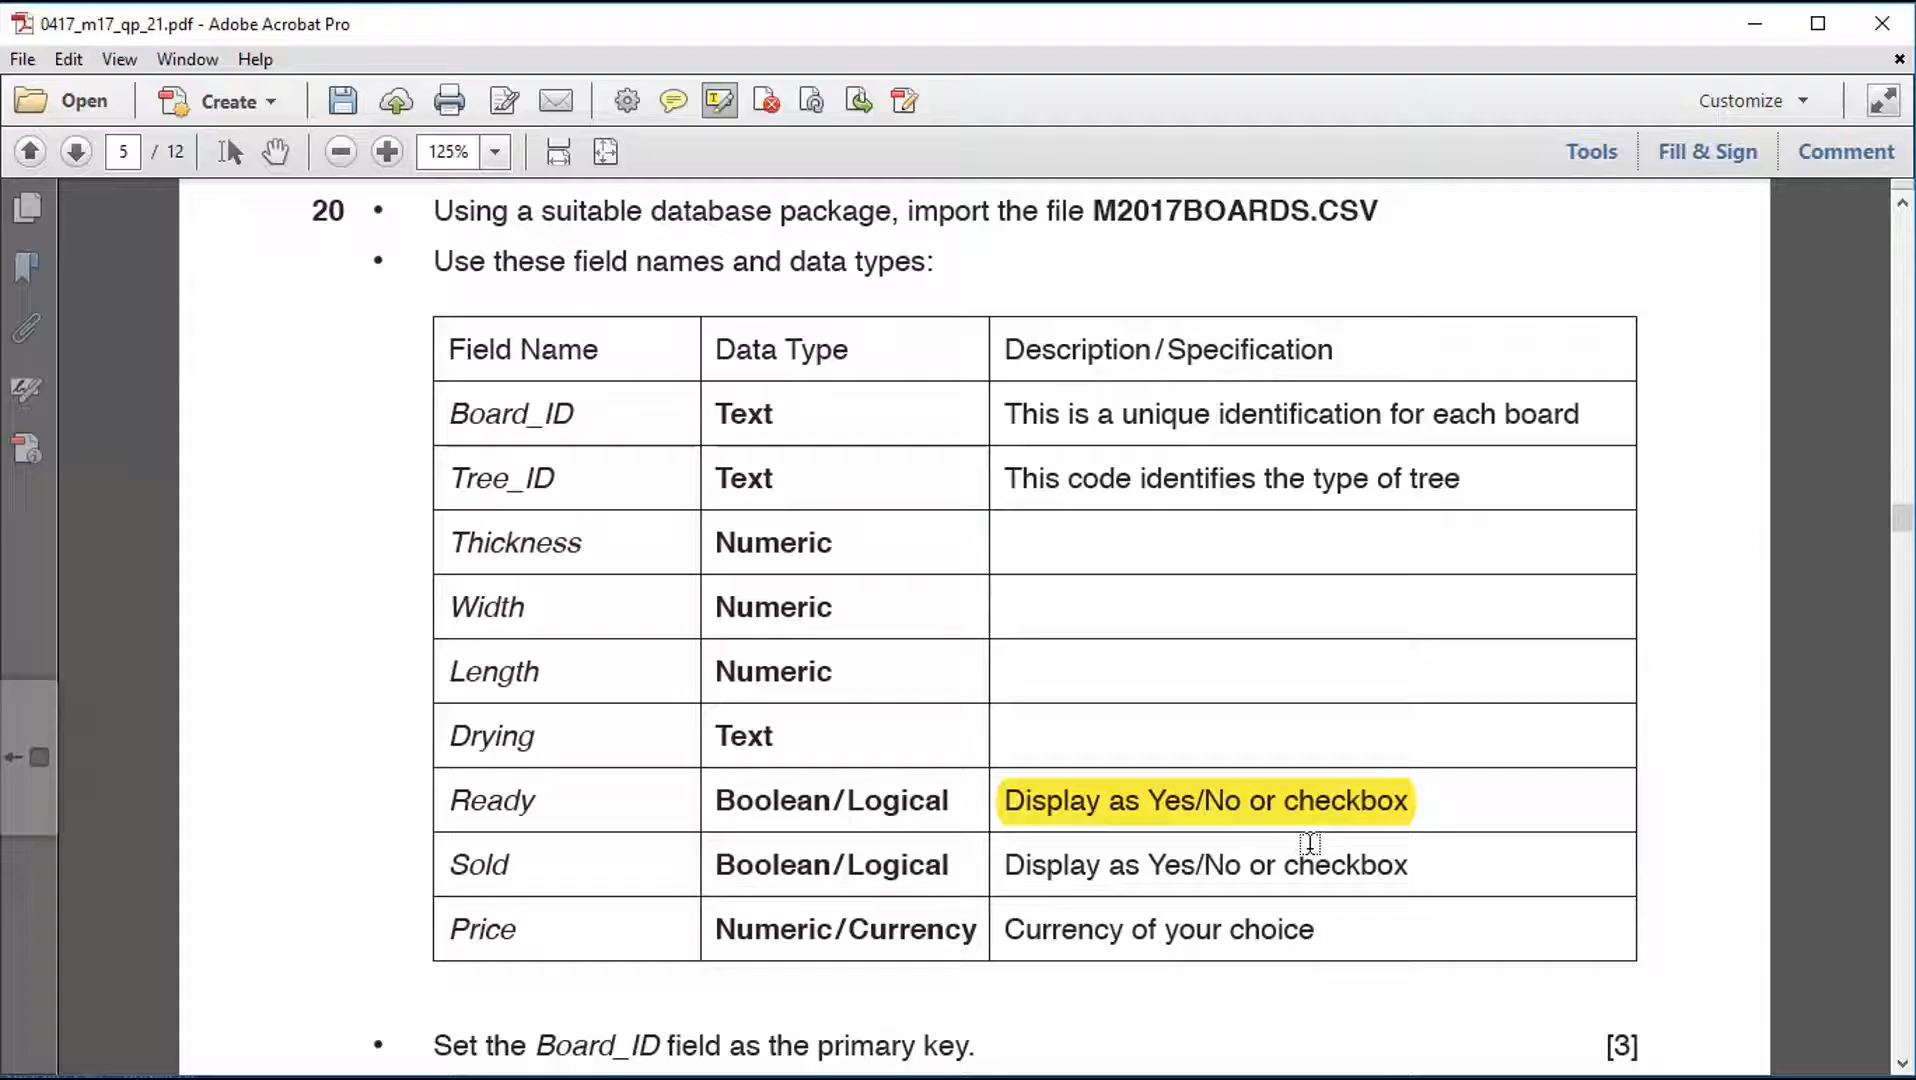 0417_m17_qp_21.pdf - Adobe Acrobat Pro
File Edit View Window Help
Open Create Customize
5 / 12 125% Tools Fill & Sign Comment
20 • Using a suitable database package, import the file M2017BOARDS.CSV
• Use these field names and data types:
Field Name Data Type Description/Specification
Board_ID Text This is a unique identification for each board
Tree_ID Text This code identifies the type of tree
Thickness Numeric
Width Numeric
Length Numeric
Drying Text
Ready Boolean/Logical Display as Yes/No or checkbox
Sold Boolean/Logical Display as Yes/No or checkbox
Price Numeric/Currency Currency of your choice
• Set the Board_ID field as the primary key. [3]